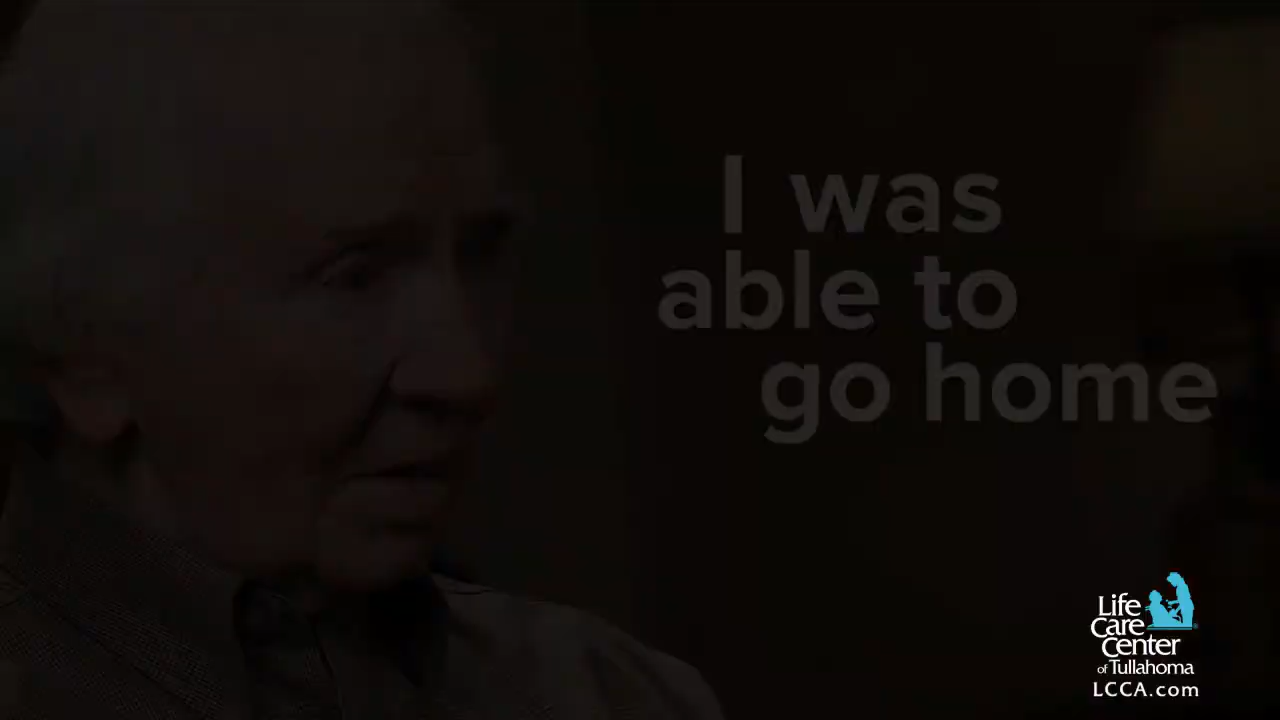 I was
able to
go home
Life
Care
Center
of Tullahoma
LCCA.com